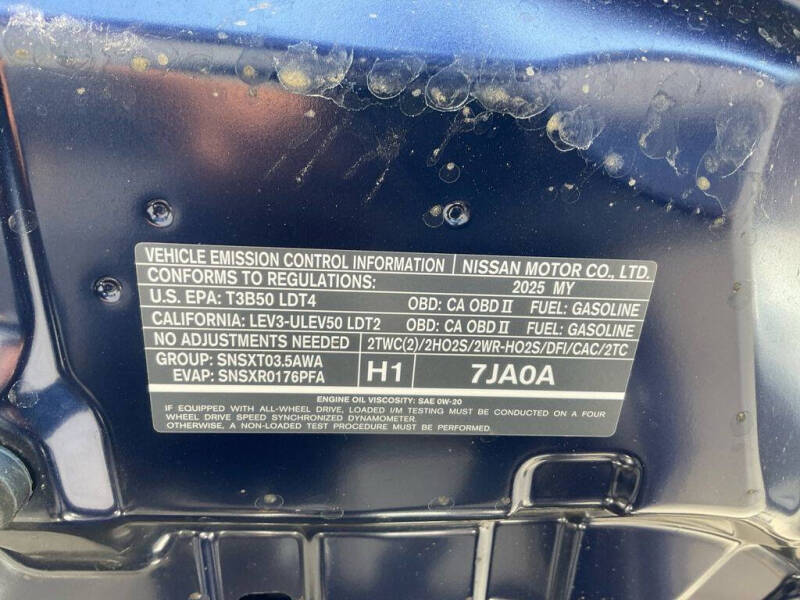 VEHICLE EMISSION CONTROL INFORMATION NISSAN MOTOR CO., LTD.
CONFORMS TO REGULATIONS: 2025 MY
U.S. EPA: T3B50 LDT4 OBD: CA OBD II FUEL: GASOLINE
CALIFORNIA: LEV3-ULEV50 LDT2 OBD: CA OBD II FUEL: GASOLINE
NO ADJUSTMENTS NEEDED 2TWC(2)/2HO2S/2WR-HO2S/DFI/CAC/2TC
GROUP: SNSXT03.5AWA
EVAP: SNSXR0176PFA
H1 7JA0A
ENGINE OIL VISCOSITY: SAE 0W-20
IF EQUIPPED WITH ALL-WHEEL DRIVE, LOADED I/M TESTING MUST BE CONDUCTED ON A FOUR
WHEEL DRIVE SPEED SYNCHRONIZED DYNAMOMETER.
OTHERWISE, A NON-LOADED TEST PROCEDURE MUST BE PERFORMED.